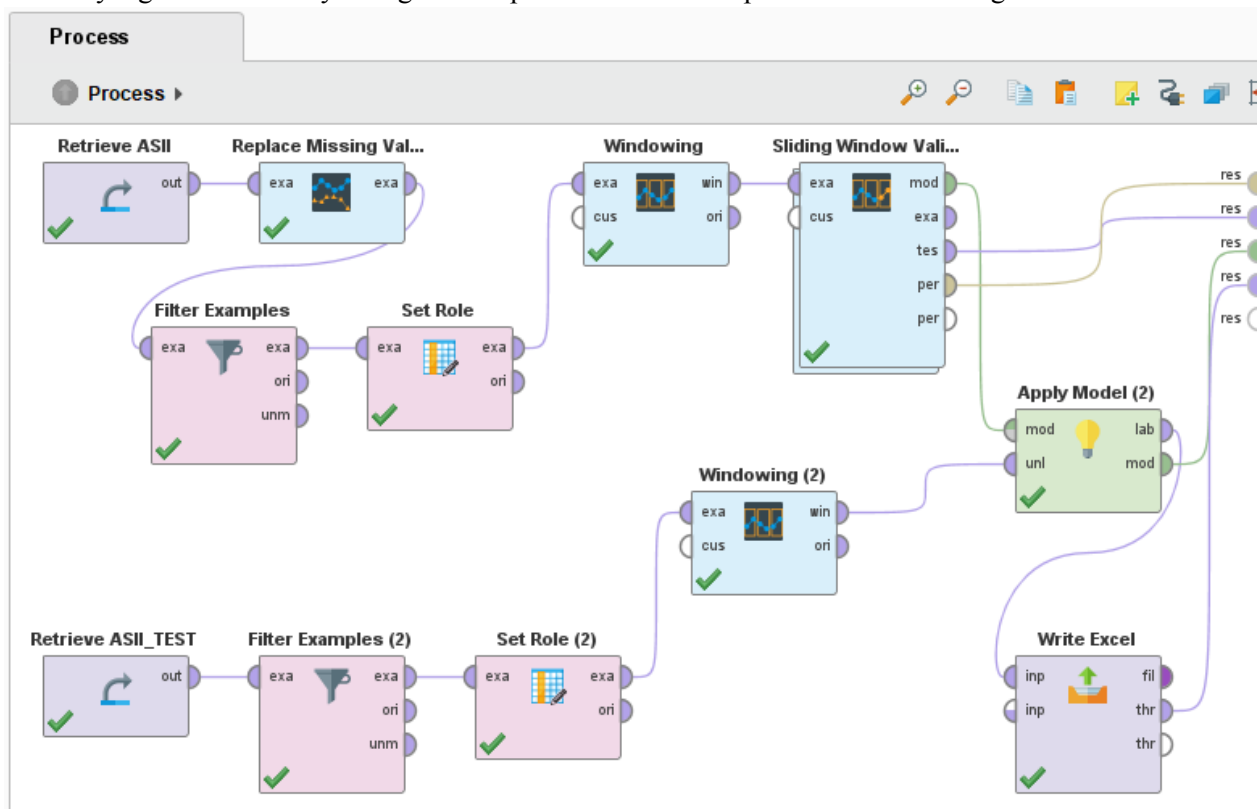 Process
Process
Retrieve ASII
out
Replace Missing Val...
exa exa
Windowing
exa win
cus ori
Sliding Window Vali...
exa mod
cus exa
tes
per
per
res
res
res
res
res
Filter Examples
exa exa
ori
unm
Set Role
exa exa
ori
Apply Model (2)
mod lab
unl mod
Windowing (2)
exa win
cus ori
Retrieve ASII_TEST
out
Filter Examples (2)
exa exa
ori
unm
Set Role (2)
exa exa
ori
Write Excel
inp fil
inp thr
thr